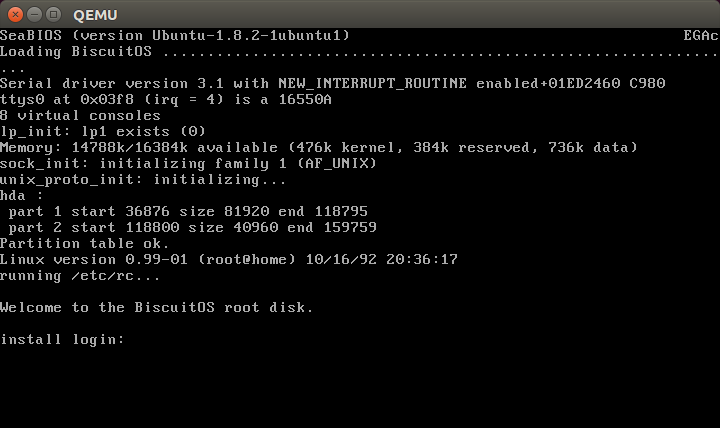 QEMU
SeaBIOS (version Ubuntu-1.8.2-1ubuntu1) EGAc
Loading BiscuitOS ..............................................................
...
Serial driver version 3.1 with NEW_INTERRUPT_ROUTINE enabled+01ED2460 C980
ttys0 at 0x03f8 (irq = 4) is a 16550A
8 virtual consoles
lp_init: lp1 exists (0)
Memory: 14788k/16384k available (476k kernel, 384k reserved, 736k data)
sock_init: initializing family 1 (AF_UNIX)
unix_proto_init: initializing...
hda :
 part 1 start 36876 size 81920 end 118795
 part 2 start 118800 size 40960 end 159759
Partition table ok.
Linux version 0.99-01 (root@home) 10/16/92 20:36:17
running /etc/rc...
Welcome to the BiscuitOS root disk.
install login: